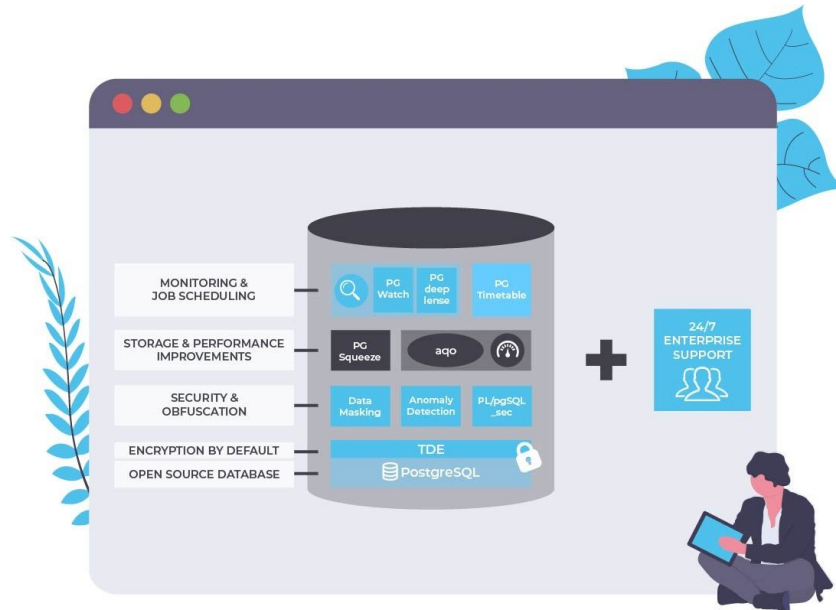 MONITORING &
JOB SCHEDULING
PG
Watch
PG
deep
lense
PG
Timetable
STORAGE & PERFORMANCE
IMPROVEMENTS
PG
Squeeze
aqo
SECURITY &
OBFUSCATION
Data
Masking
Anomaly
Detection
PL/pgSQL
_sec
ENCRYPTION BY DEFAULT
TDE
OPEN SOURCE DATABASE
PostgreSQL
24/7
ENTERPRISE
SUPPORT